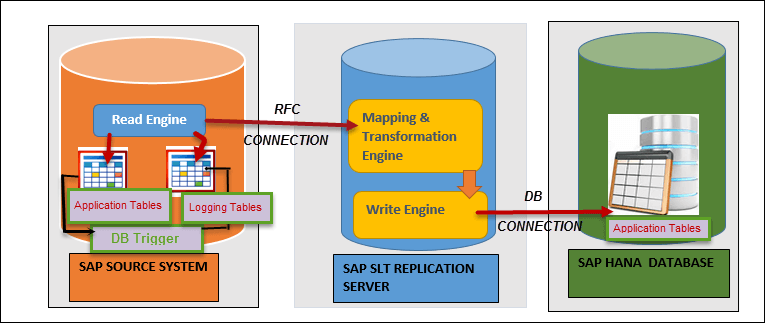 Read Engine
Application Tables
Logging Tables
DB Trigger
SAP SOURCE SYSTEM
RFC
CONNECTION
Mapping &
Transformation
Engine
Write Engine
SAP SLT REPLICATION
SERVER
DB
CONNECTION
Application Tables
SAP HANA  DATABASE